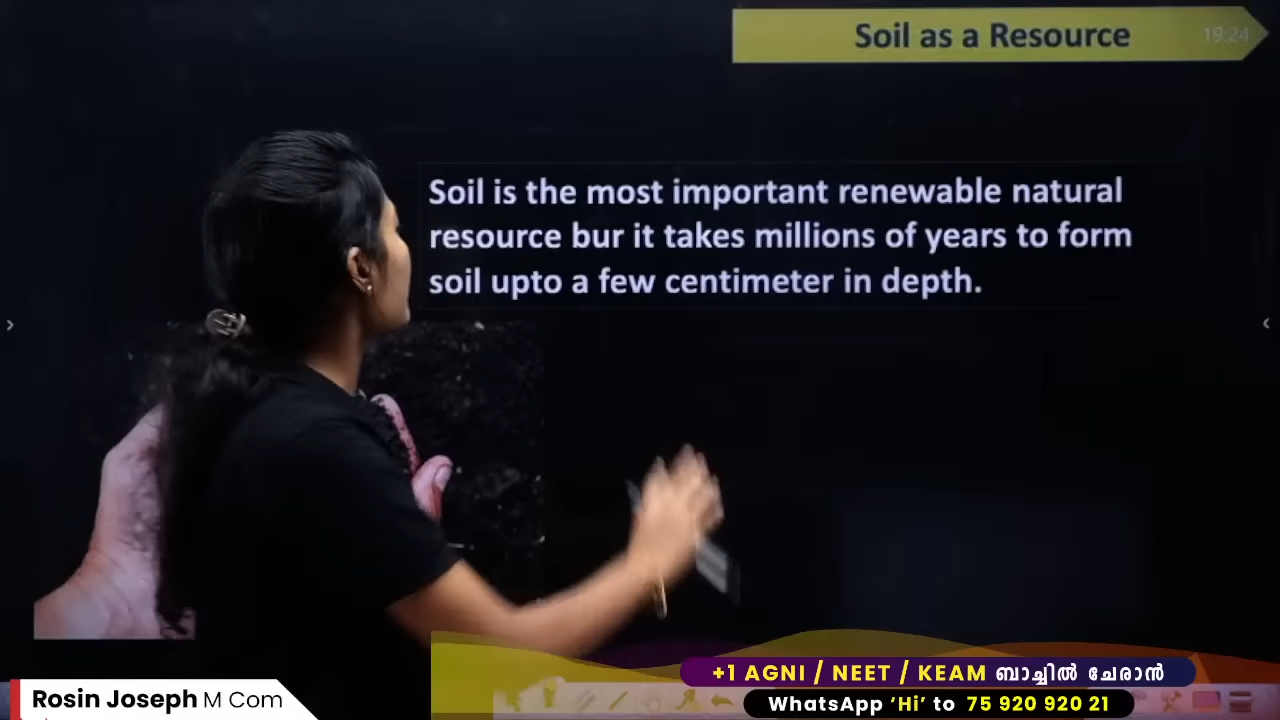 Soil as a Resource
19:24
Soil is the most important renewable natural
resource bur it takes millions of years to form
soil upto a few centimeter in depth.
+1 AGNI / NEET / KEAM ബാച്ചിൽ ചേരാൻ
Rosin Joseph M Com
WhatsApp ‘Hi’ to 75 920 920 21